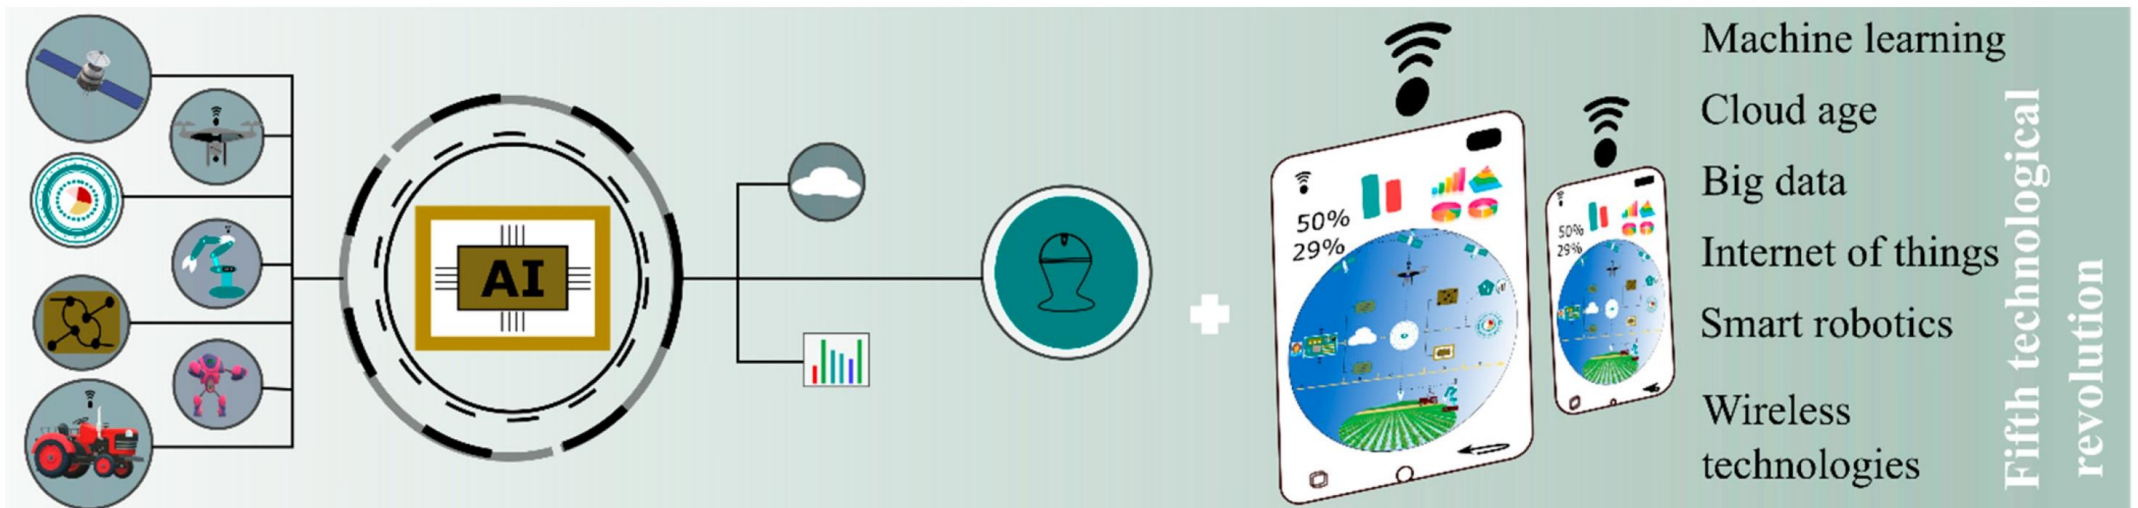 AI
50%
29%
50%
29%
Machine learning
Cloud age
Big data
Internet of things
Smart robotics
Wireless
technologies
Fifth technological
revolution